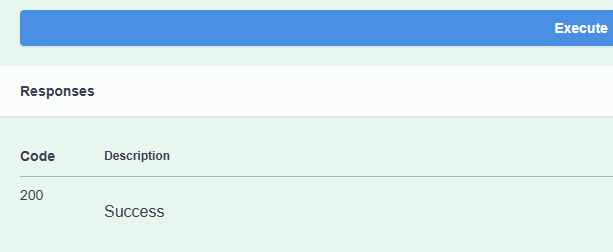 Execute
Responses
Code Description
200
Success